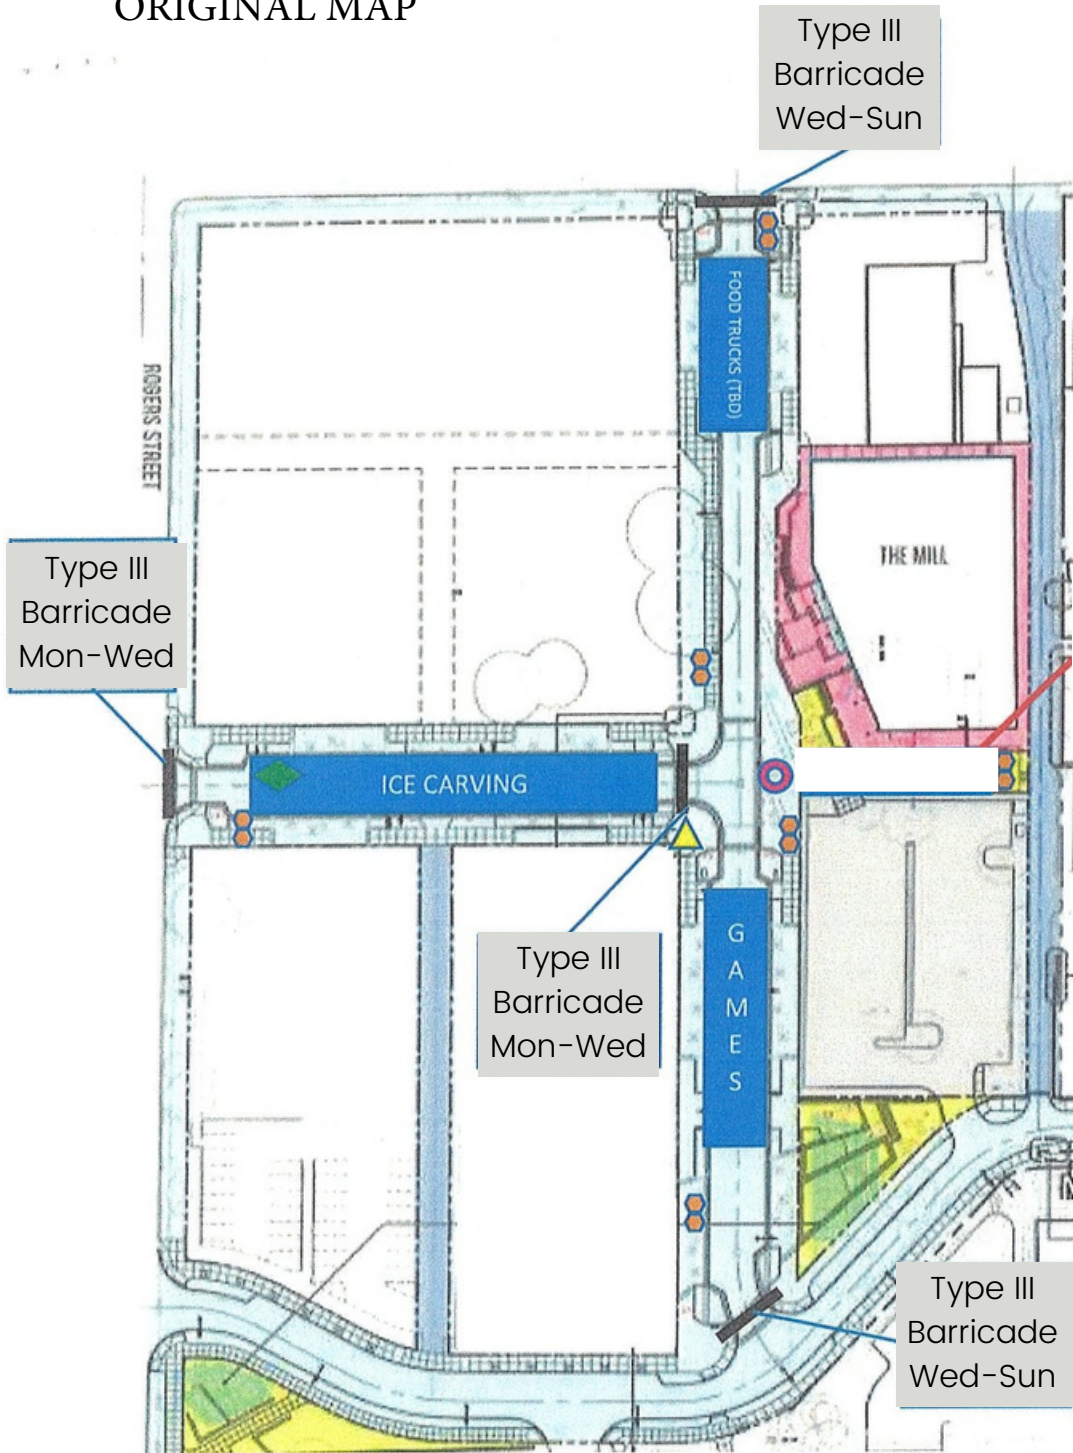 ORIGINAL MAP
Type III
Barricade
Wed-Sun
FOOD TRUCKS (TBD)
ROGERS STREET
THE MILL
Type III
Barricade
Mon-Wed
ICE CARVING
Type III
Barricade
Mon-Wed
G
A
M
E
S
Type III
Barricade
Wed-Sun